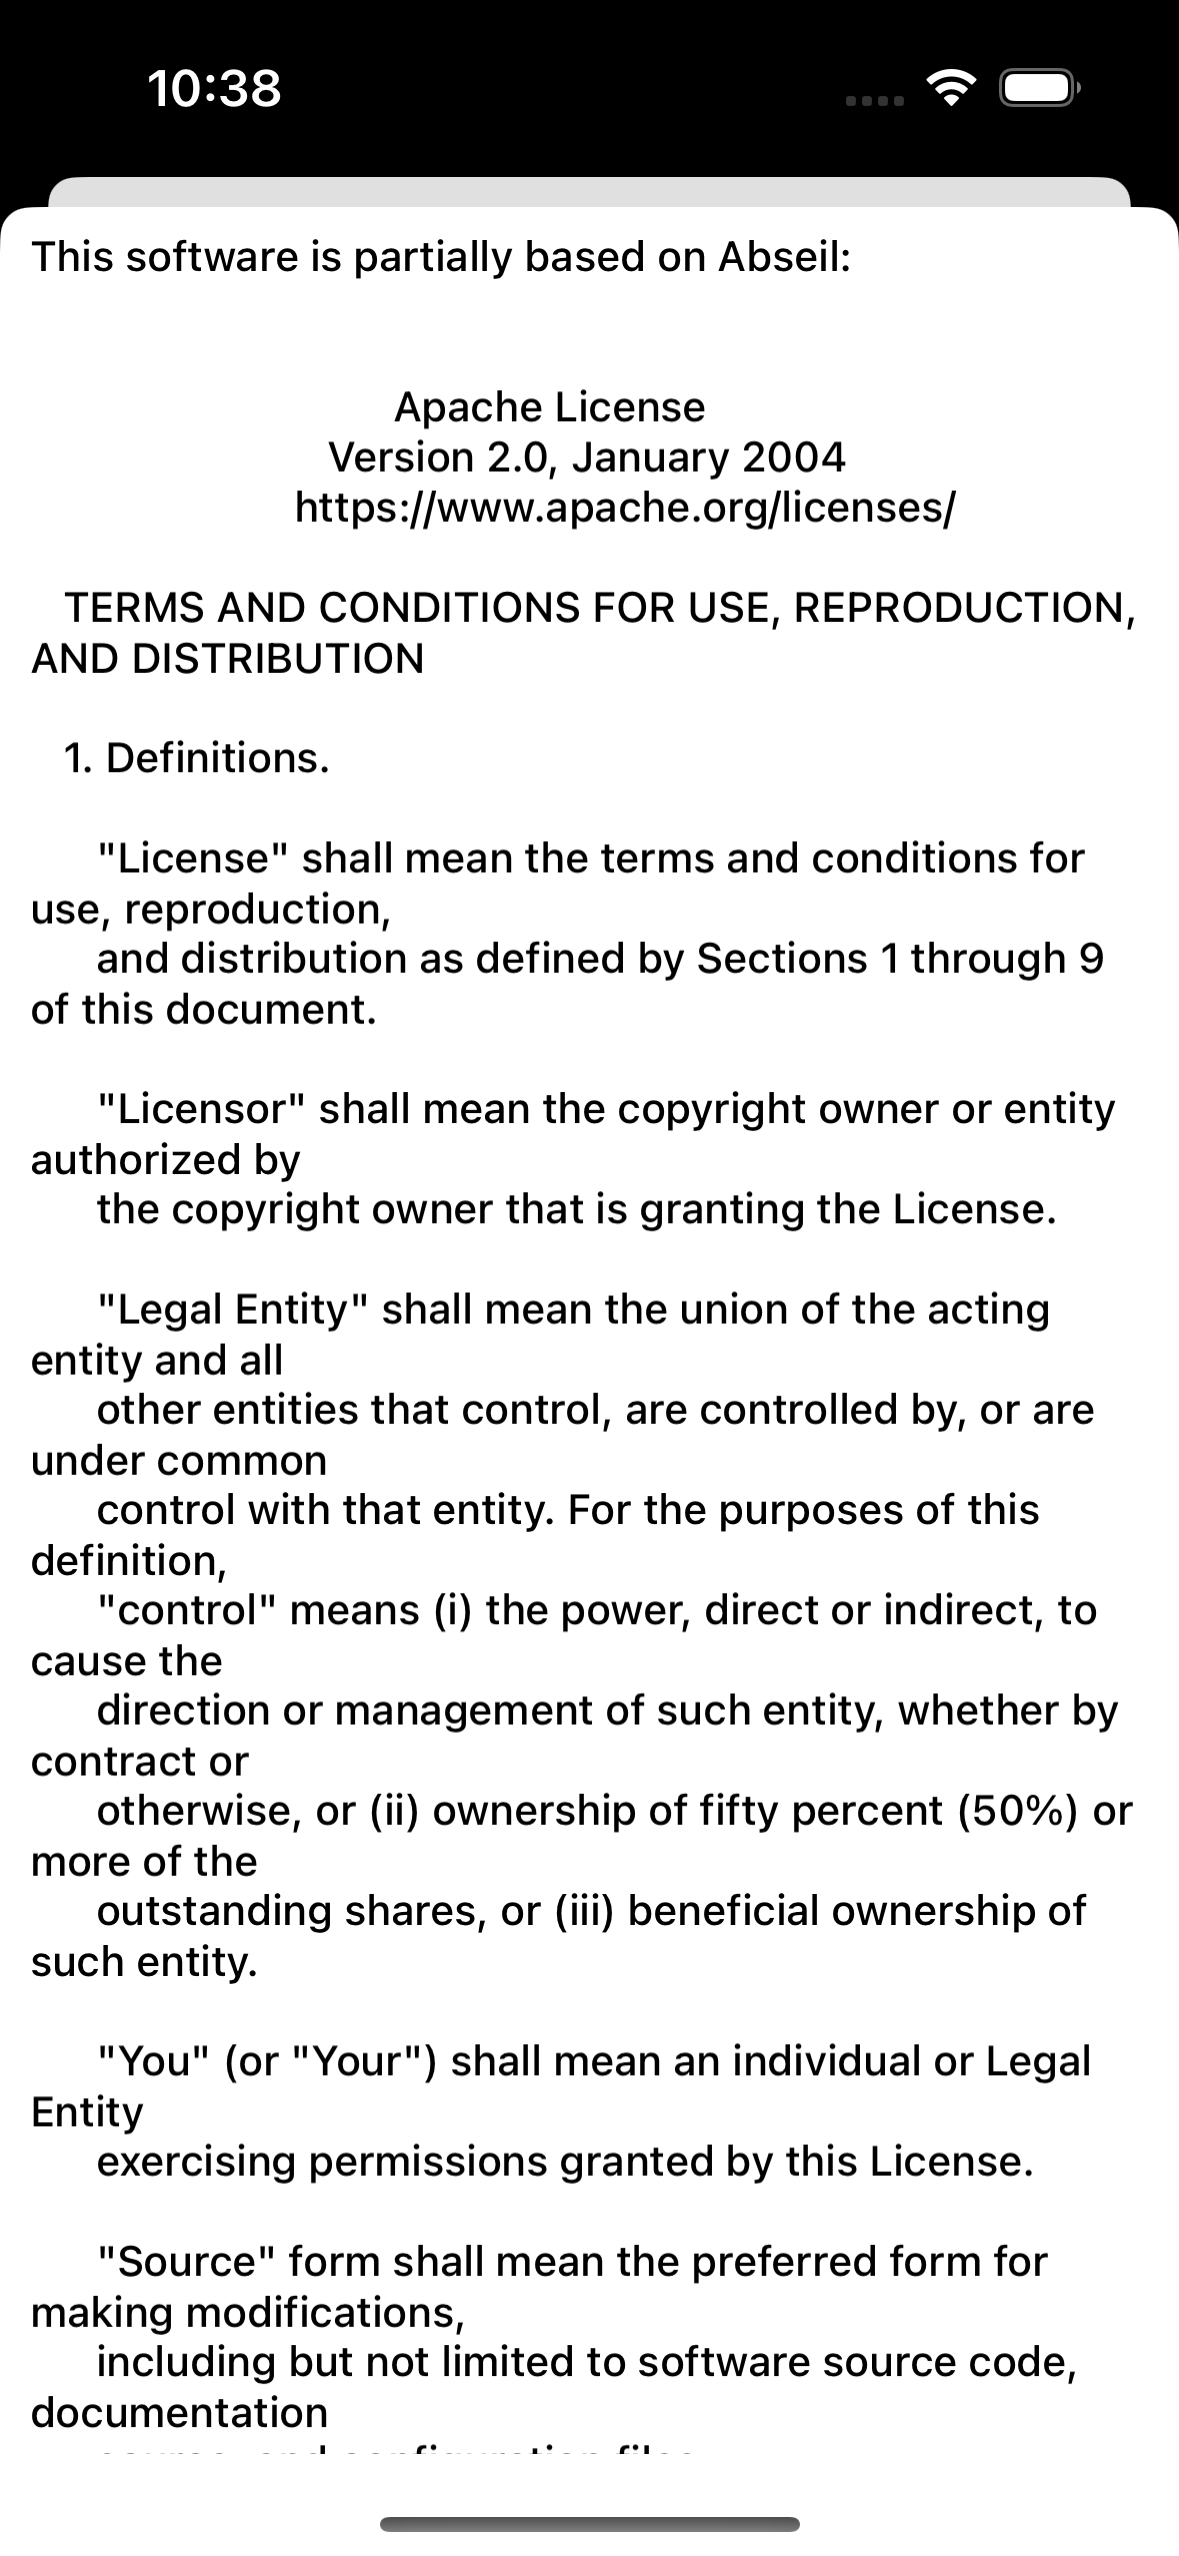 10:38
This software is partially based on Abseil:
Apache License
Version 2.0, January 2004
https://www.apache.org/licenses/
TERMS AND CONDITIONS FOR USE, REPRODUCTION,
AND DISTRIBUTION
1. Definitions.
"License" shall mean the terms and conditions for
use, reproduction,
and distribution as defined by Sections 1 through 9
of this document.
"Licensor" shall mean the copyright owner or entity
authorized by
the copyright owner that is granting the License.
"Legal Entity" shall mean the union of the acting
entity and all
other entities that control, are controlled by, or are
under common
control with that entity. For the purposes of this
definition,
"control" means (i) the power, direct or indirect, to
cause the
direction or management of such entity, whether by
contract or
otherwise, or (ii) ownership of fifty percent (50%) or
more of the
outstanding shares, or (iii) beneficial ownership of
such entity.
"You" (or "Your") shall mean an individual or Legal
Entity
exercising permissions granted by this License.
"Source" form shall mean the preferred form for
making modifications,
including but not limited to software source code,
documentation